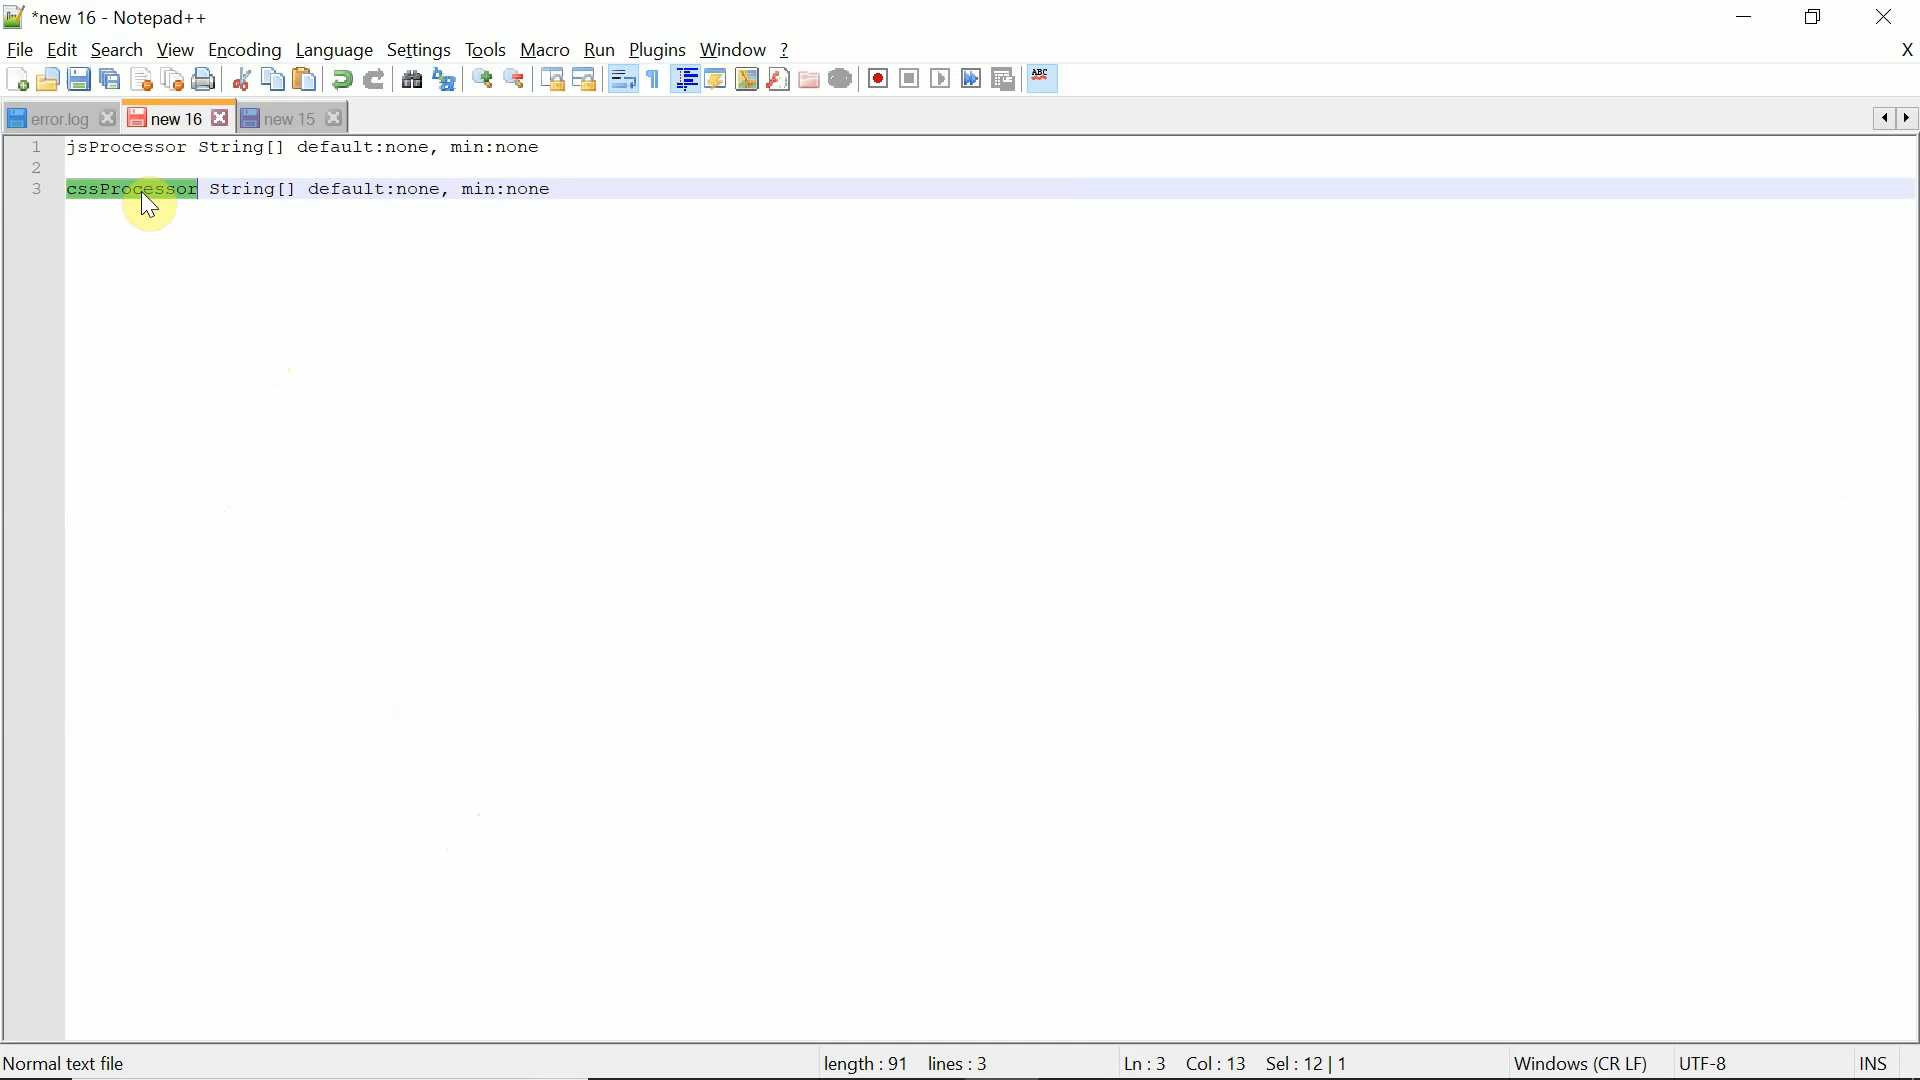 *new 16 - Notepad++
File Edit Search View Encoding Language Settings Tools Macro Run Plugins Window ? X
ABC
error.log new 16 new 15
1 jsProcessor String[] default:none, min:none
2
3 cssProcessor String[] default:none, min:none
Normal text file length : 91 lines : 3 Ln : 3 Col : 13 Sel : 12 | 1 Windows (CR LF) UTF-8 INS